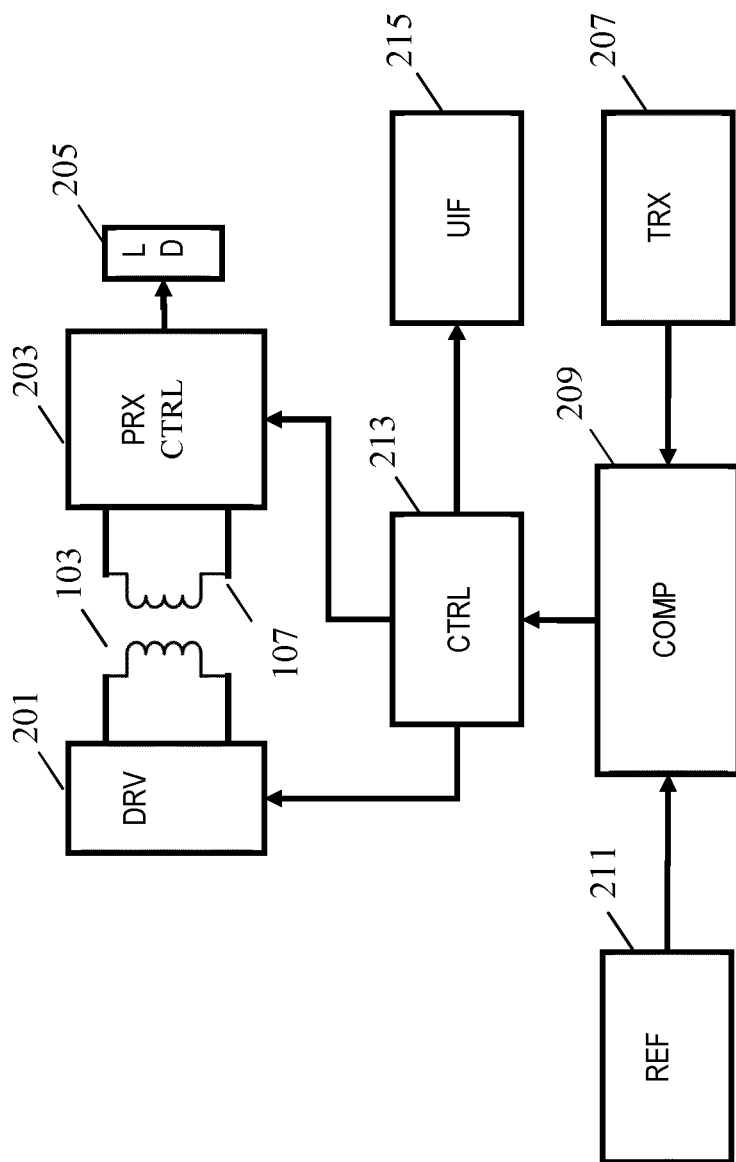 201
DRV
103
107
203
PRX
CTRL
205
L
D
213
CTRL
215
UIF
211
REF
209
COMP
207
TRX